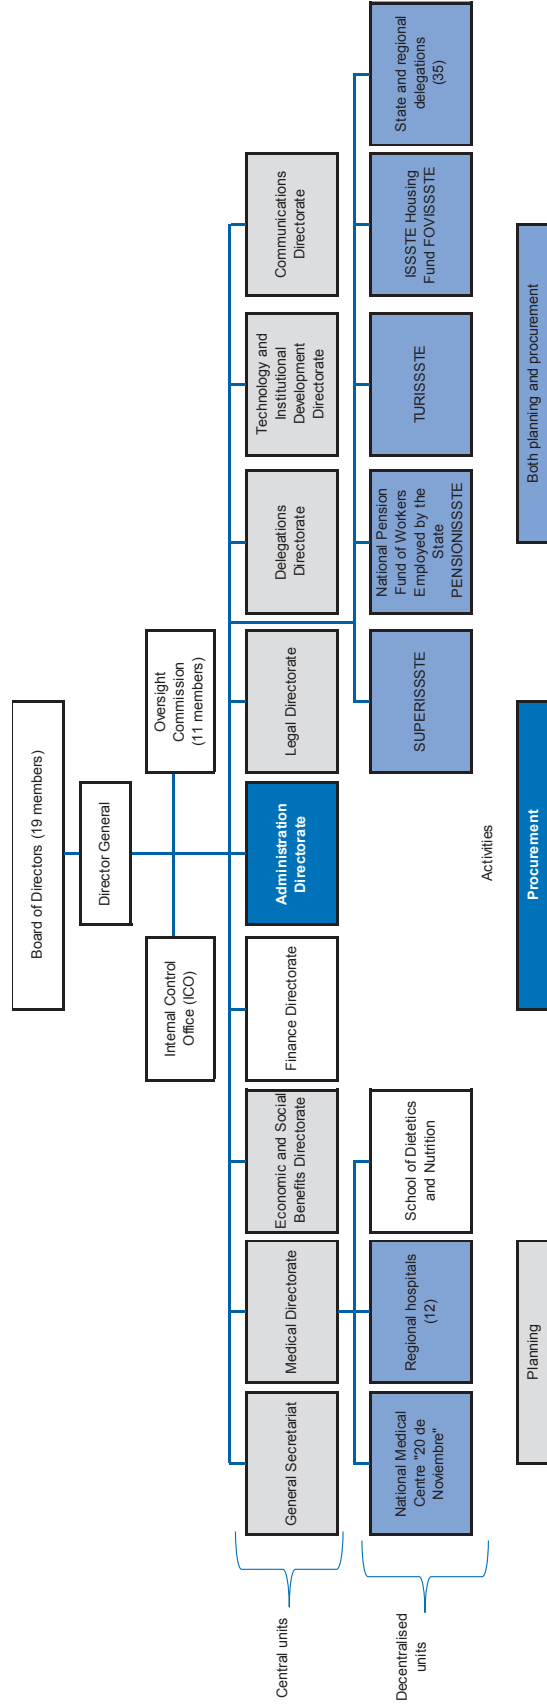 Board of Directors (19 members)
Director General
Internal Control
Office (ICO)
Oversight
Commission
(11 members)
Central units
General Secretariat
Medical Directorate
Economic and Social
Benefits Directorate
Finance Directorate
Administration
Directorate
Legal Directorate
Delegations
Directorate
Technology and
Institutional
Development
Directorate
Communications
Directorate
Decentralised
units
National Medical
Centre "20 de
Noviembre"
Regional hospitals
(12)
School of Dietetics
and Nutrition
SUPERISSSTE
National Pension
Fund of Workers
Employed by the
State
PENSIONISSSTE
TURISSSTE
ISSSTE Housing
Fund FOVISSSTE
State and regional
delegations
(35)
Activities
Planning
Procurement
Both planning and procurement